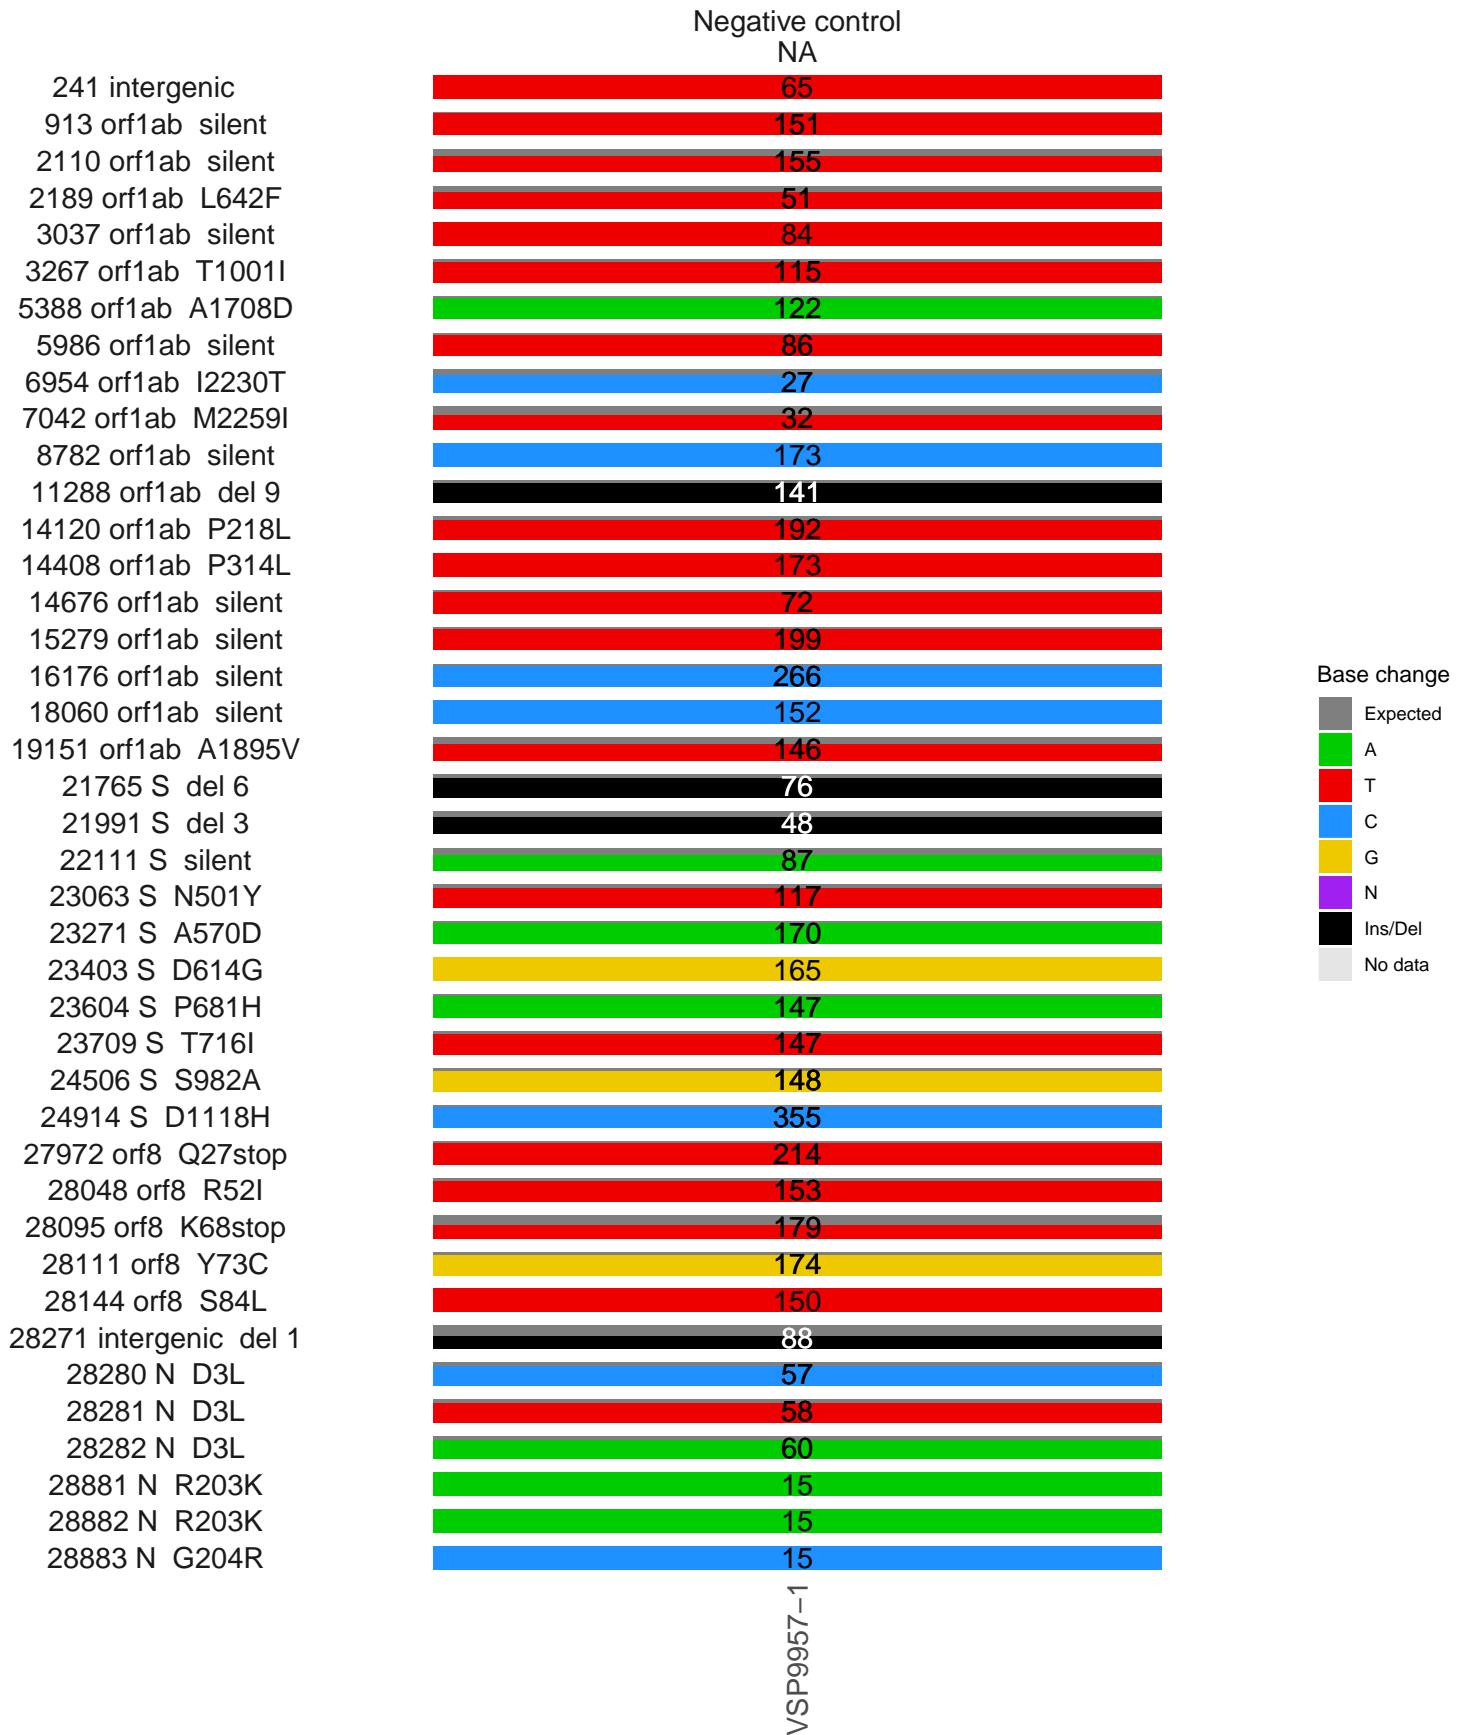 Negative control
NA
241 intergenic 65
913 orf1ab silent 151
2110 orf1ab silent 155
2189 orf1ab L642F 51
3037 orf1ab silent 84
3267 orf1ab T1001I 115
5388 orf1ab A1708D 122
5986 orf1ab silent 86
6954 orf1ab I2230T 27
7042 orf1ab M2259I 32
8782 orf1ab silent 173
11288 orf1ab del 9 141
14120 orf1ab P218L 192
14408 orf1ab P314L 173
14676 orf1ab silent 72
15279 orf1ab silent 199
16176 orf1ab silent 266
18060 orf1ab silent 152
19151 orf1ab A1895V 146
21765 S del 6 76
21991 S del 3 48
22111 S silent 87
23063 S N501Y 117
23271 S A570D 170
23403 S D614G 165
23604 S P681H 147
23709 S T716I 147
24506 S S982A 148
24914 S D1118H 355
27972 orf8 Q27stop 214
28048 orf8 R52I 153
28095 orf8 K68stop 179
28111 orf8 Y73C 174
28144 orf8 S84L 150
28271 intergenic del 1 88
28280 N D3L 57
28281 N D3L 58
28282 N D3L 60
28881 N R203K 15
28882 N R203K 15
28883 N G204R 15
VSP9957−1
Base change
Expected
A
T
C
G
N
Ins/Del
No data